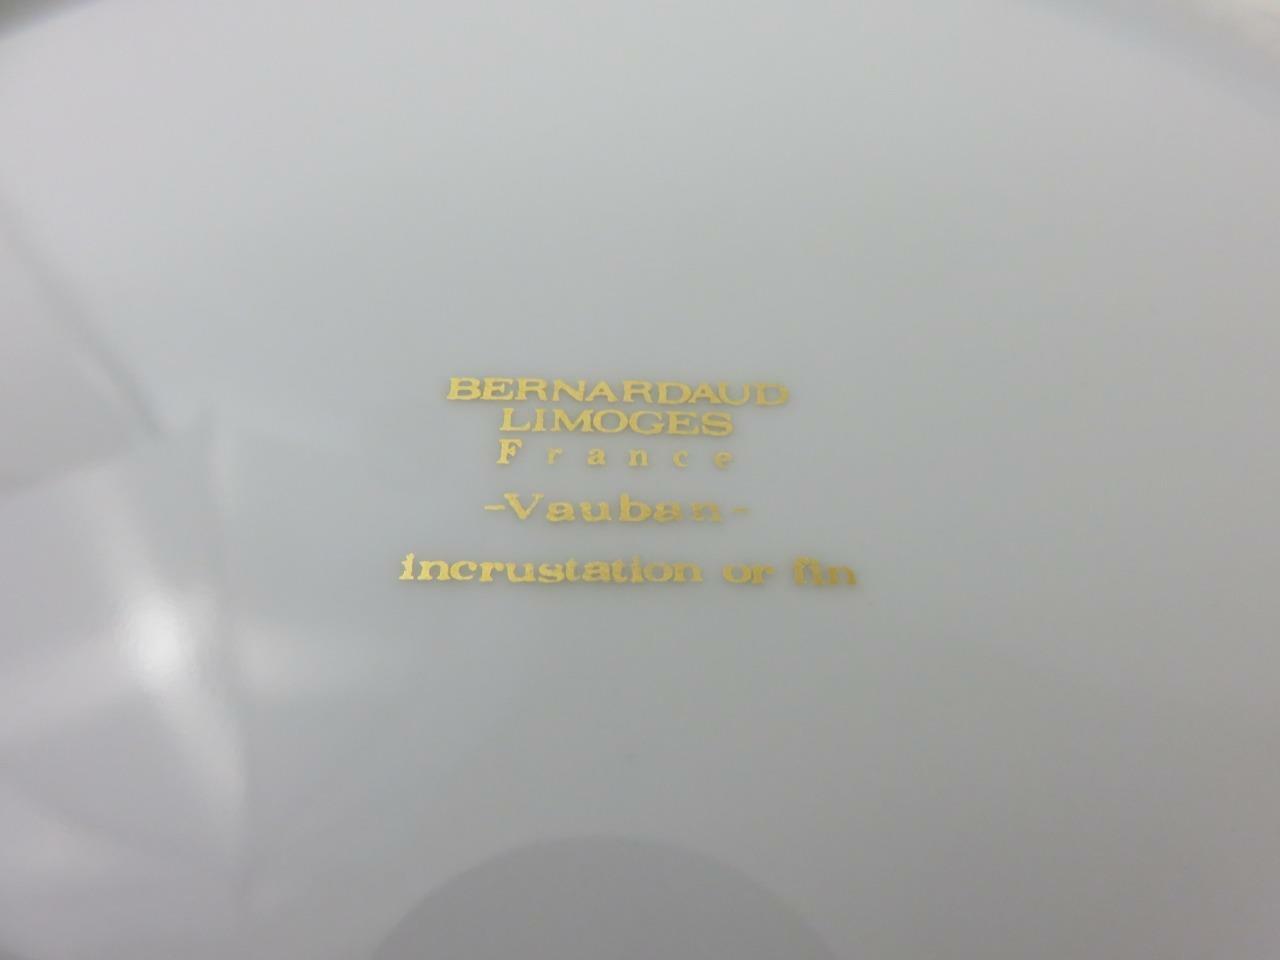 BERNARDAUD
LIMOGES
France
-Vauban-
incrustation or fin